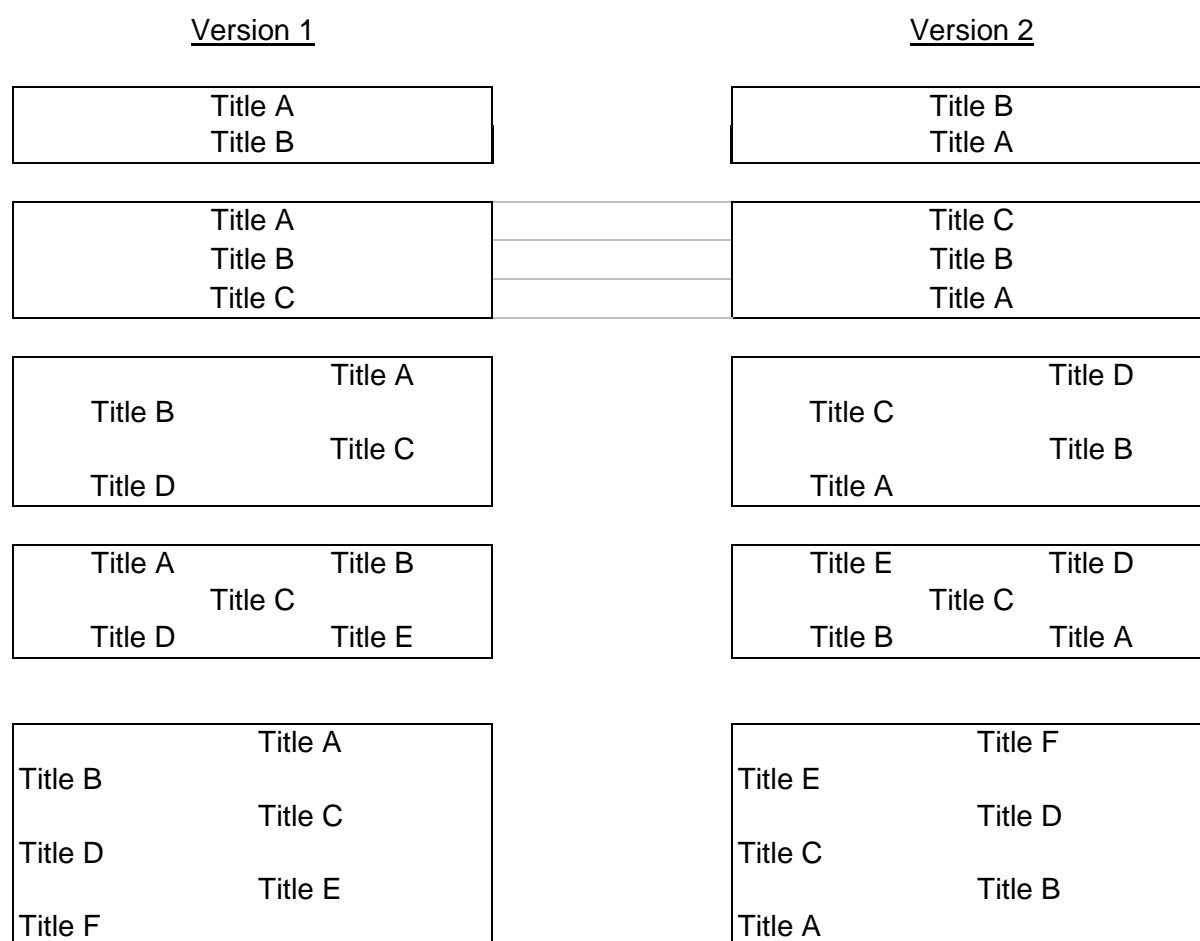 Version 1 Version 2
Title A Title B
Title B Title A
Title A Title C
Title B Title B
Title C Title A
Title A Title D
Title B Title C
Title C Title B
Title D Title A
Title A Title B Title E Title D
Title C Title C
Title D Title E Title B Title A
Title A Title F
Title B Title E
Title C Title D
Title D Title C
Title E Title B
Title F Title A